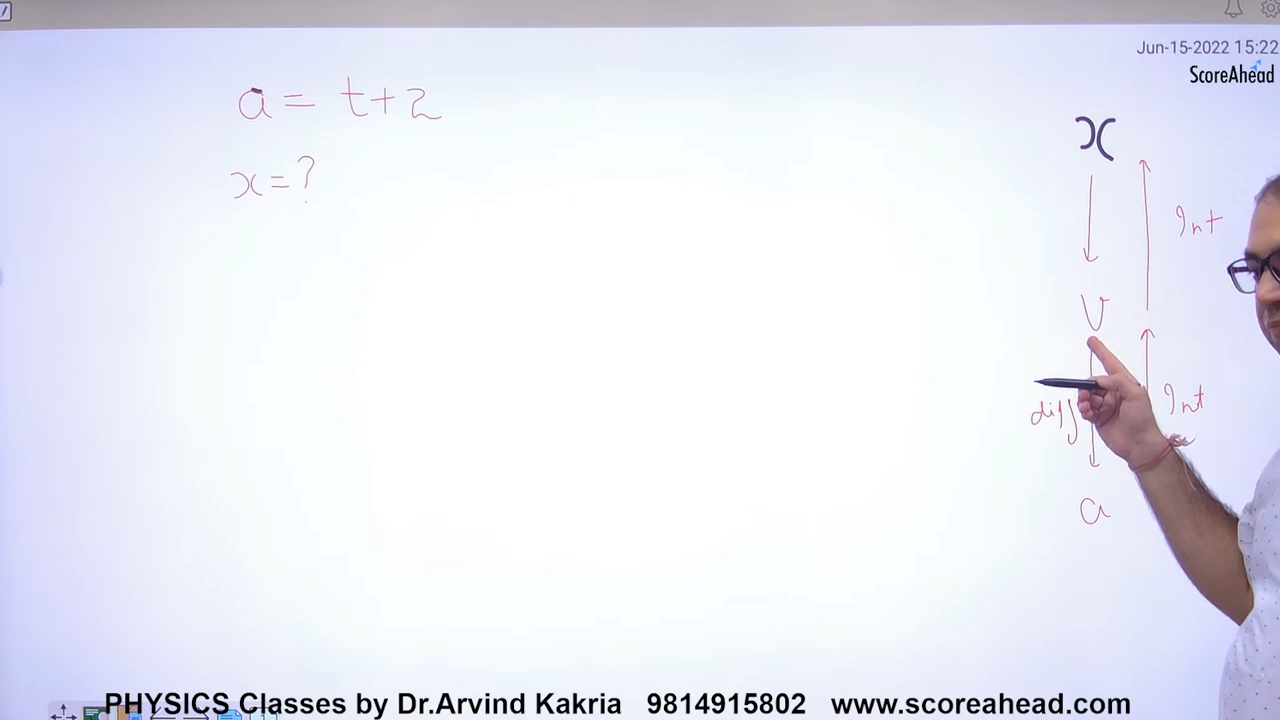 Jun-15-2022 15:22
ScoreAhead
a = t+2
x = ?
x
Int
v
diff
Int
a
PHYSICS Classes by Dr.Arvind Kakria 9814915802 www.scoreahead.com